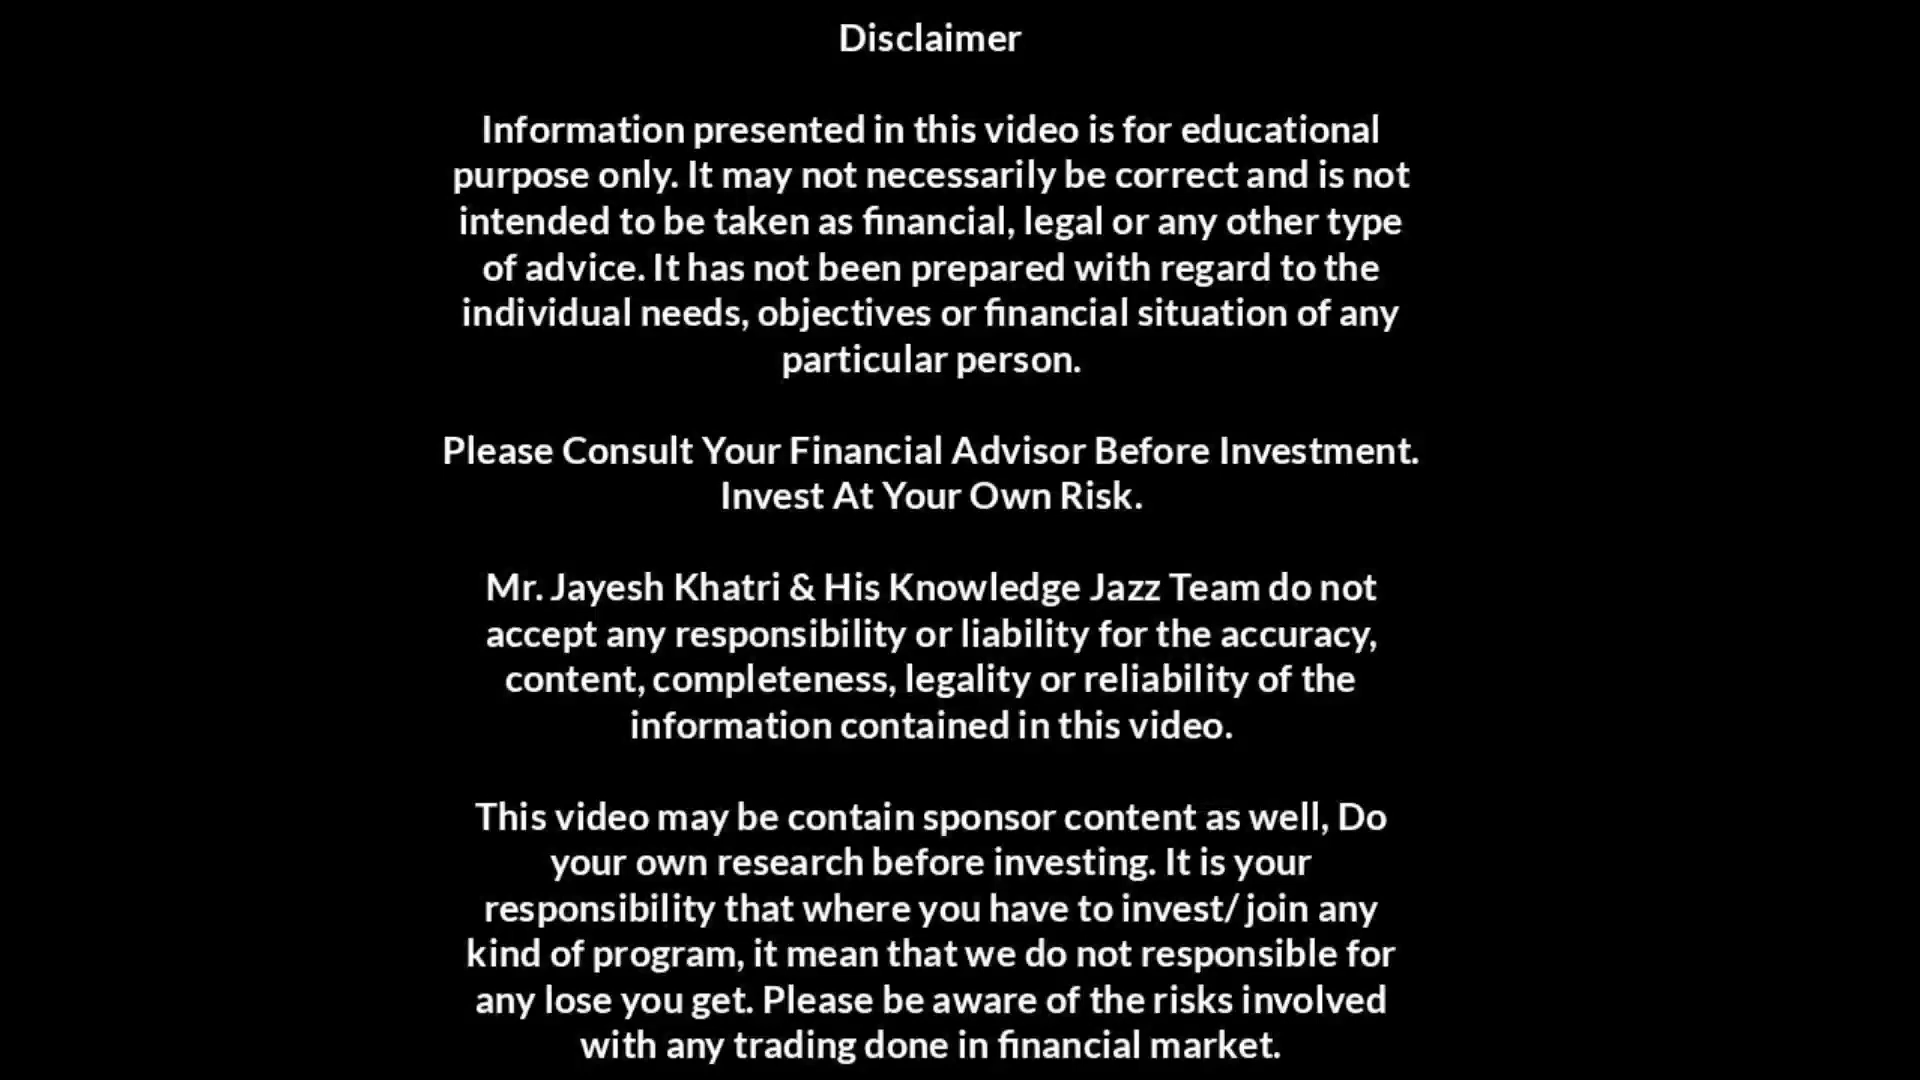 Disclaimer
Information presented in this video is for educational
purpose only. It may not necessarily be correct and is not
intended to be taken as financial, legal or any other type
of advice. It has not been prepared with regard to the
individual needs, objectives or financial situation of any
particular person.
Please Consult Your Financial Advisor Before Investment.
Invest At Your Own Risk.
Mr. Jayesh Khatri & His Knowledge Jazz Team do not
accept any responsibility or liability for the accuracy,
content, completeness, legality or reliability of the
information contained in this video.
This video may be contain sponsor content as well, Do
your own research before investing. It is your
responsibility that where you have to invest/ join any
kind of program, it mean that we do not responsible for
any lose you get. Please be aware of the risks involved
with any trading done in financial market.